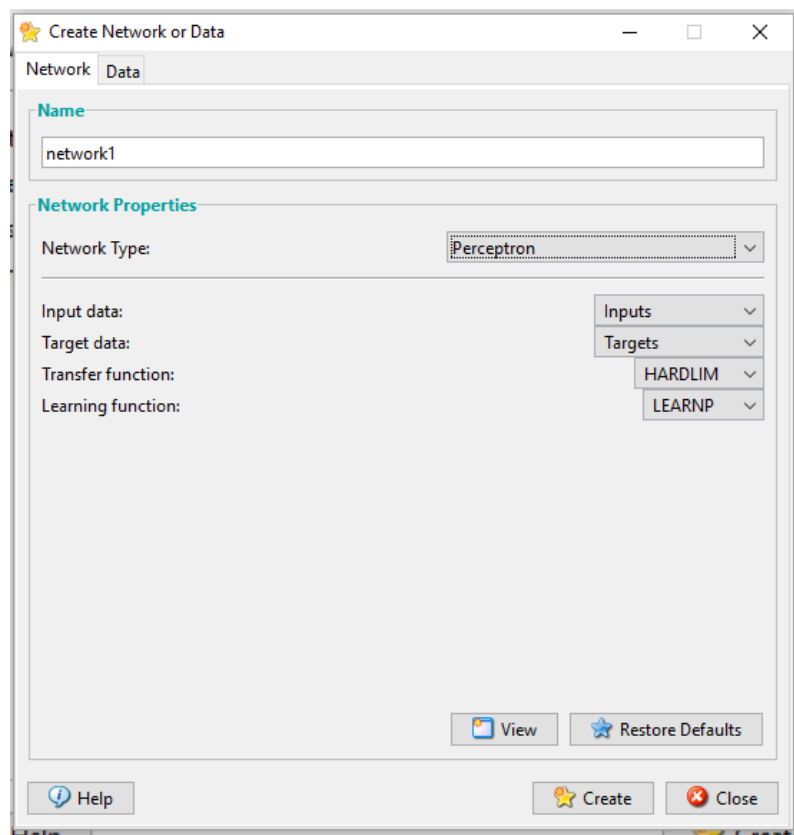 Create Network or Data
Network Data
Name
network1
Network Properties
Network Type: Perceptron
Input data: Inputs
Target data: Targets
Transfer function: HARDLIM
Learning function: LEARNP
View Restore Defaults
Help Create Close